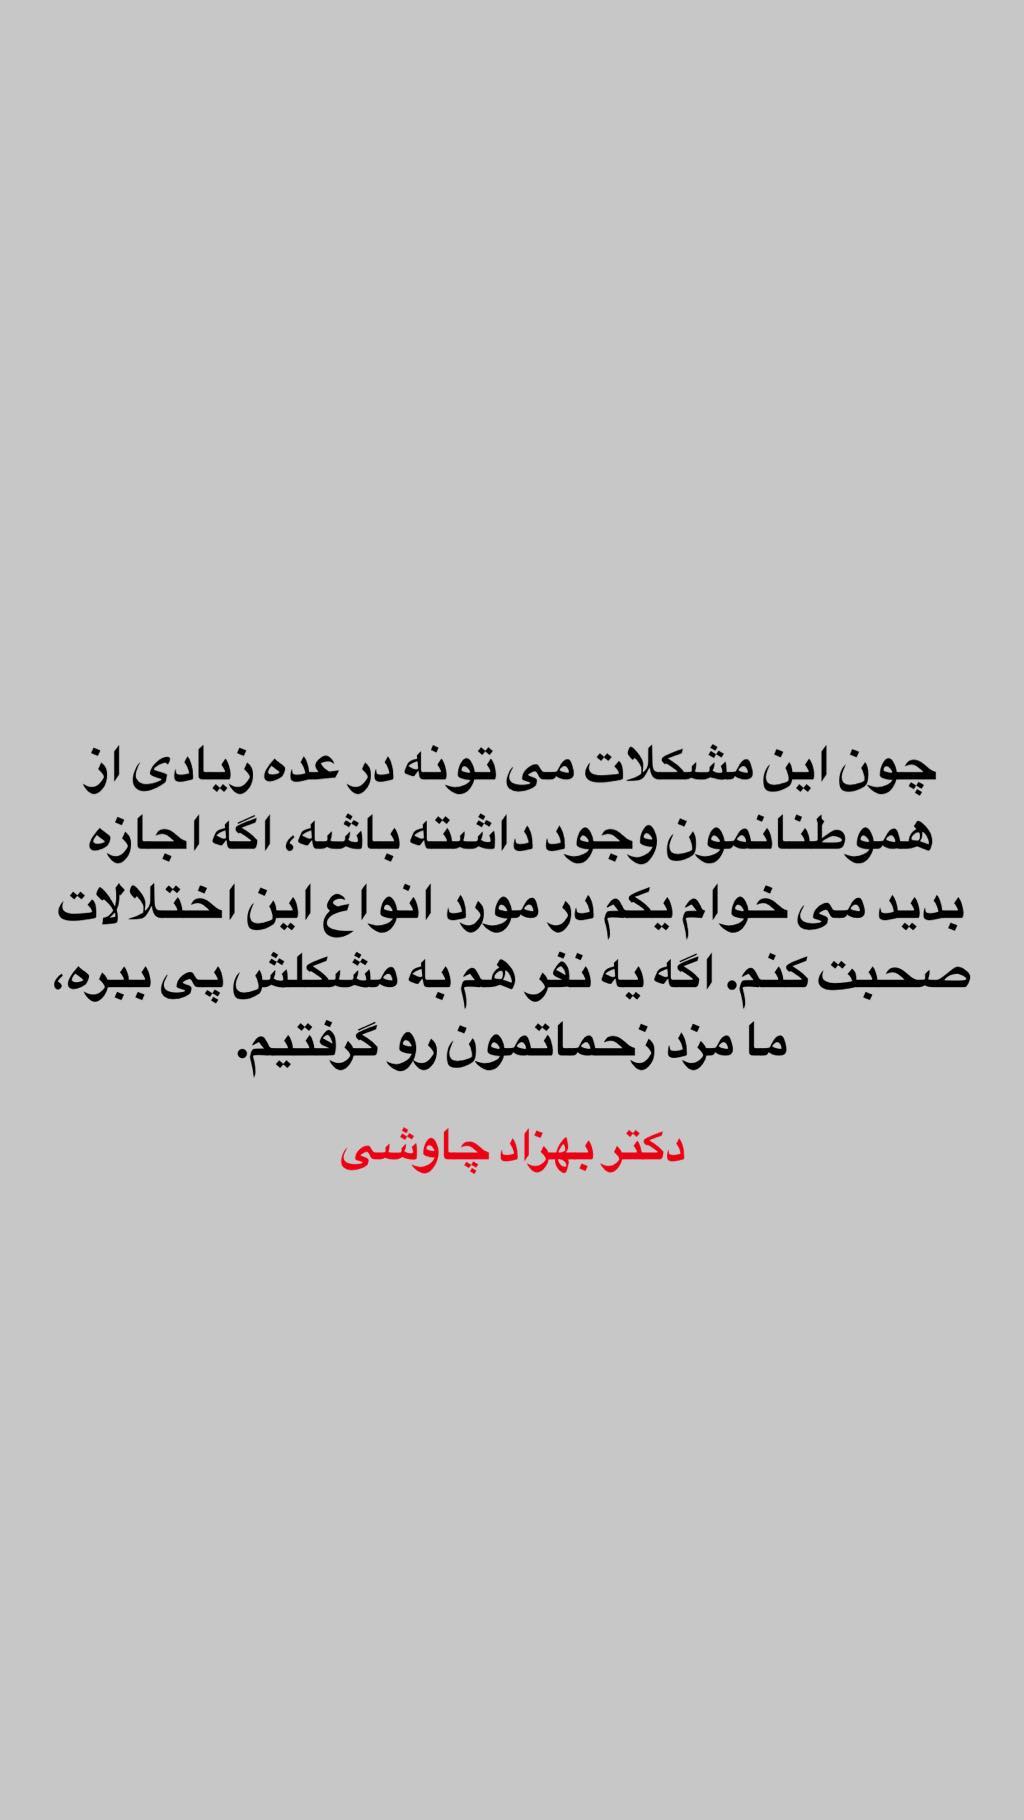 چون این مشکلات می تونه در عده زیادی از
هموطنانمون وجود داشته باشه، اگه اجازه
بدید می خوام یکم در مورد انواع این اختلالات
صحبت کنم. اگه یه نفر هم به مشکلش پی ببره،
ما مزد زحماتمون رو گرفتیم.
دکتر بهزاد چاوشی